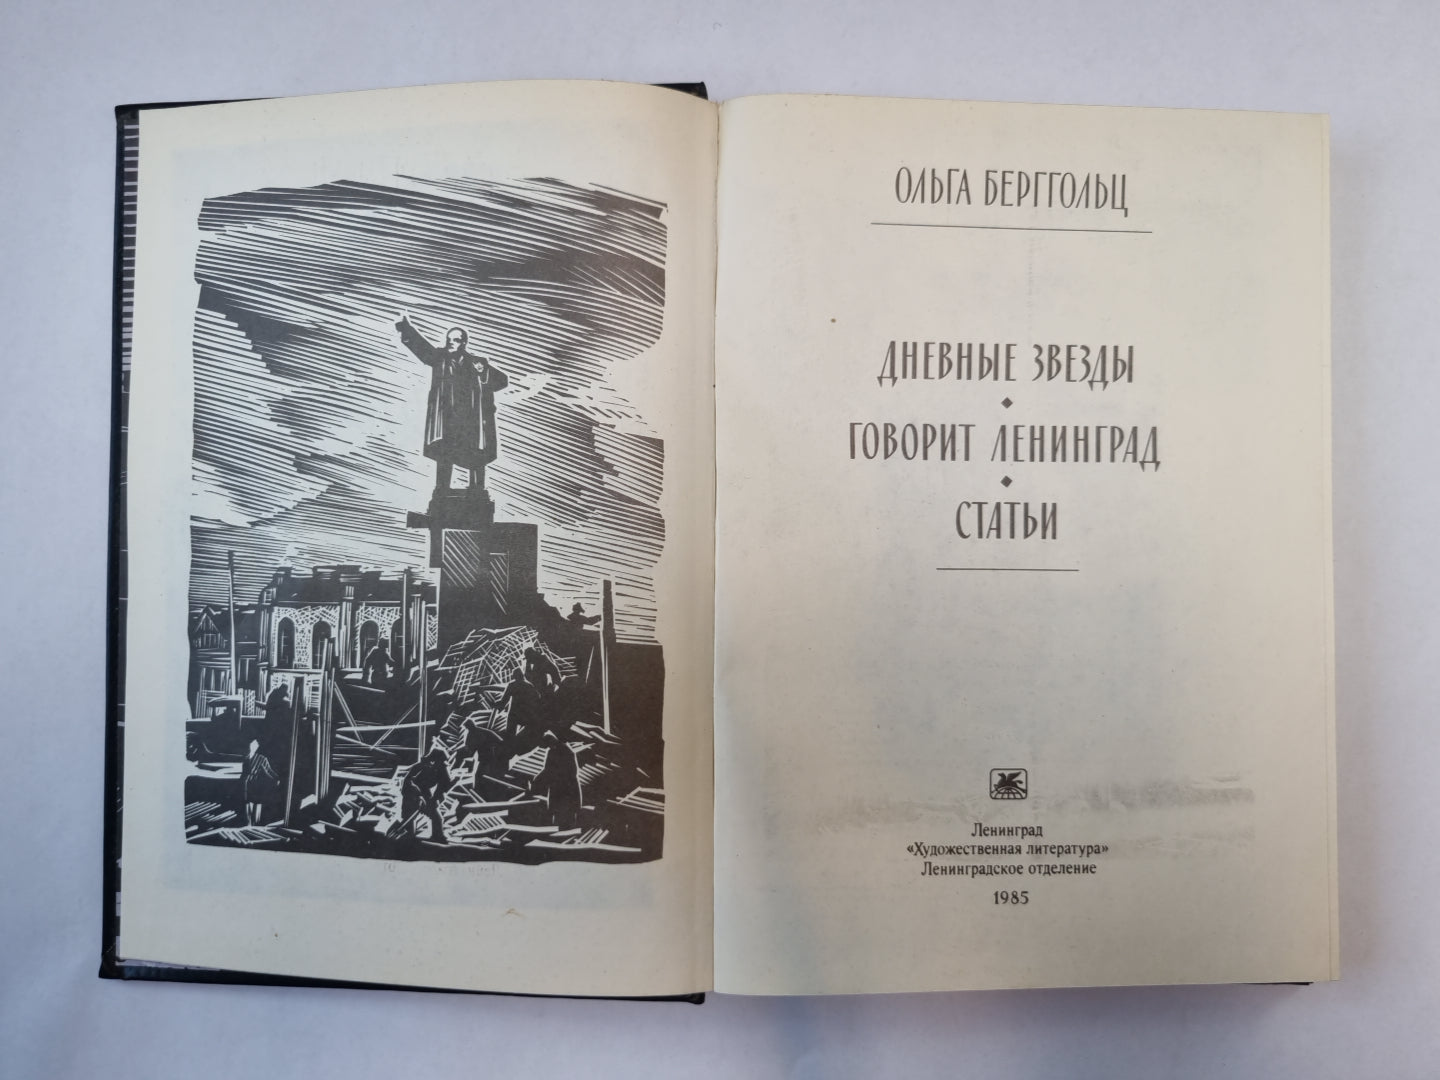 ОЛЬГА БЕРГГОЛЬЦ
ДНЕВНЫЕ ЗВЕЗДЫ
ГОВОРИТ ЛЕНИНГРАД
СТАТЬИ
Ленинград
«Художественная литература»
Ленинградское отделение
1985